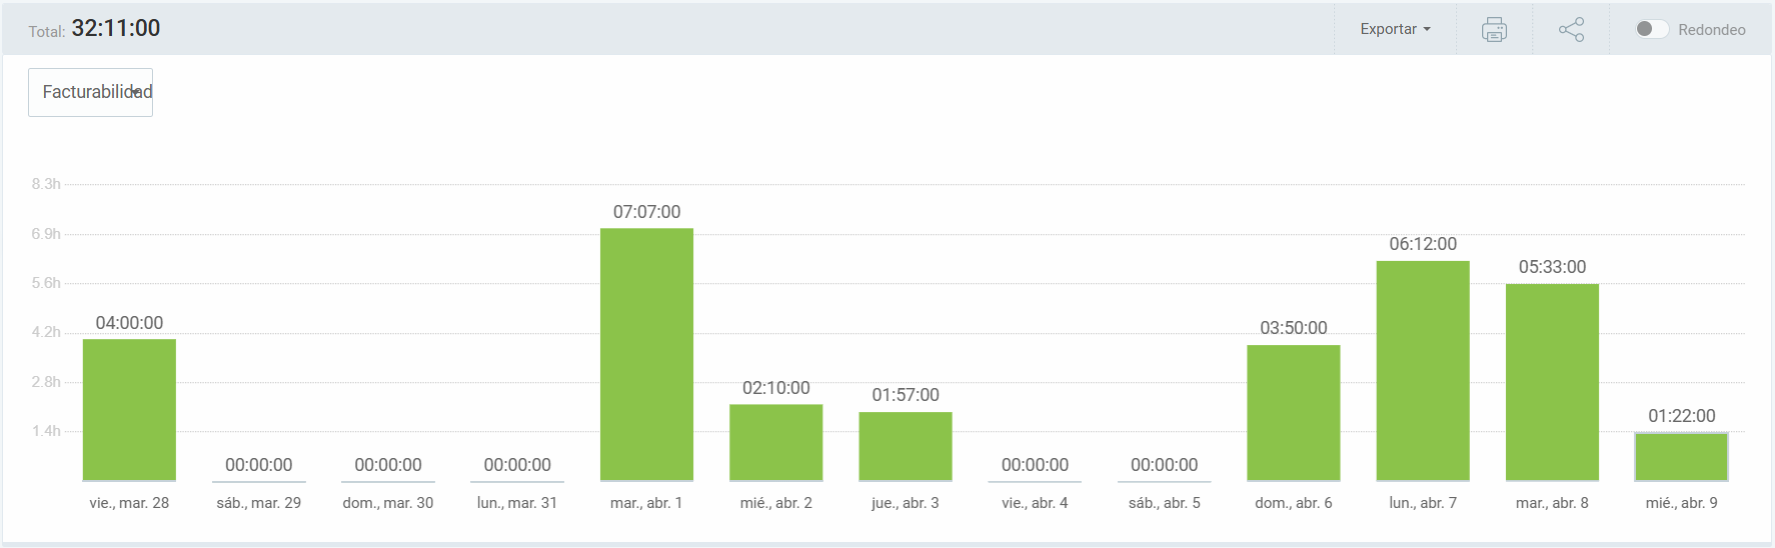 Total: 32:11:00 Exportar Redondeo
Facturabilidad
8.3h
07:07:00
6.9h
06:12:00
05:33:00
5.6h
04:00:00
03:50:00
4.2h
2.8h
02:10:00
01:57:00
01:22:00
1.4h
00:00:00 00:00:00 00:00:00 00:00:00 00:00:00
vie., mar. 28 sáb., mar. 29 dom., mar. 30 lun., mar. 31 mar., abr. 1 mié., abr. 2 jue., abr. 3 vie., abr. 4 sáb., abr. 5 dom., abr. 6 lun., abr. 7 mar., abr. 8 mié., abr. 9